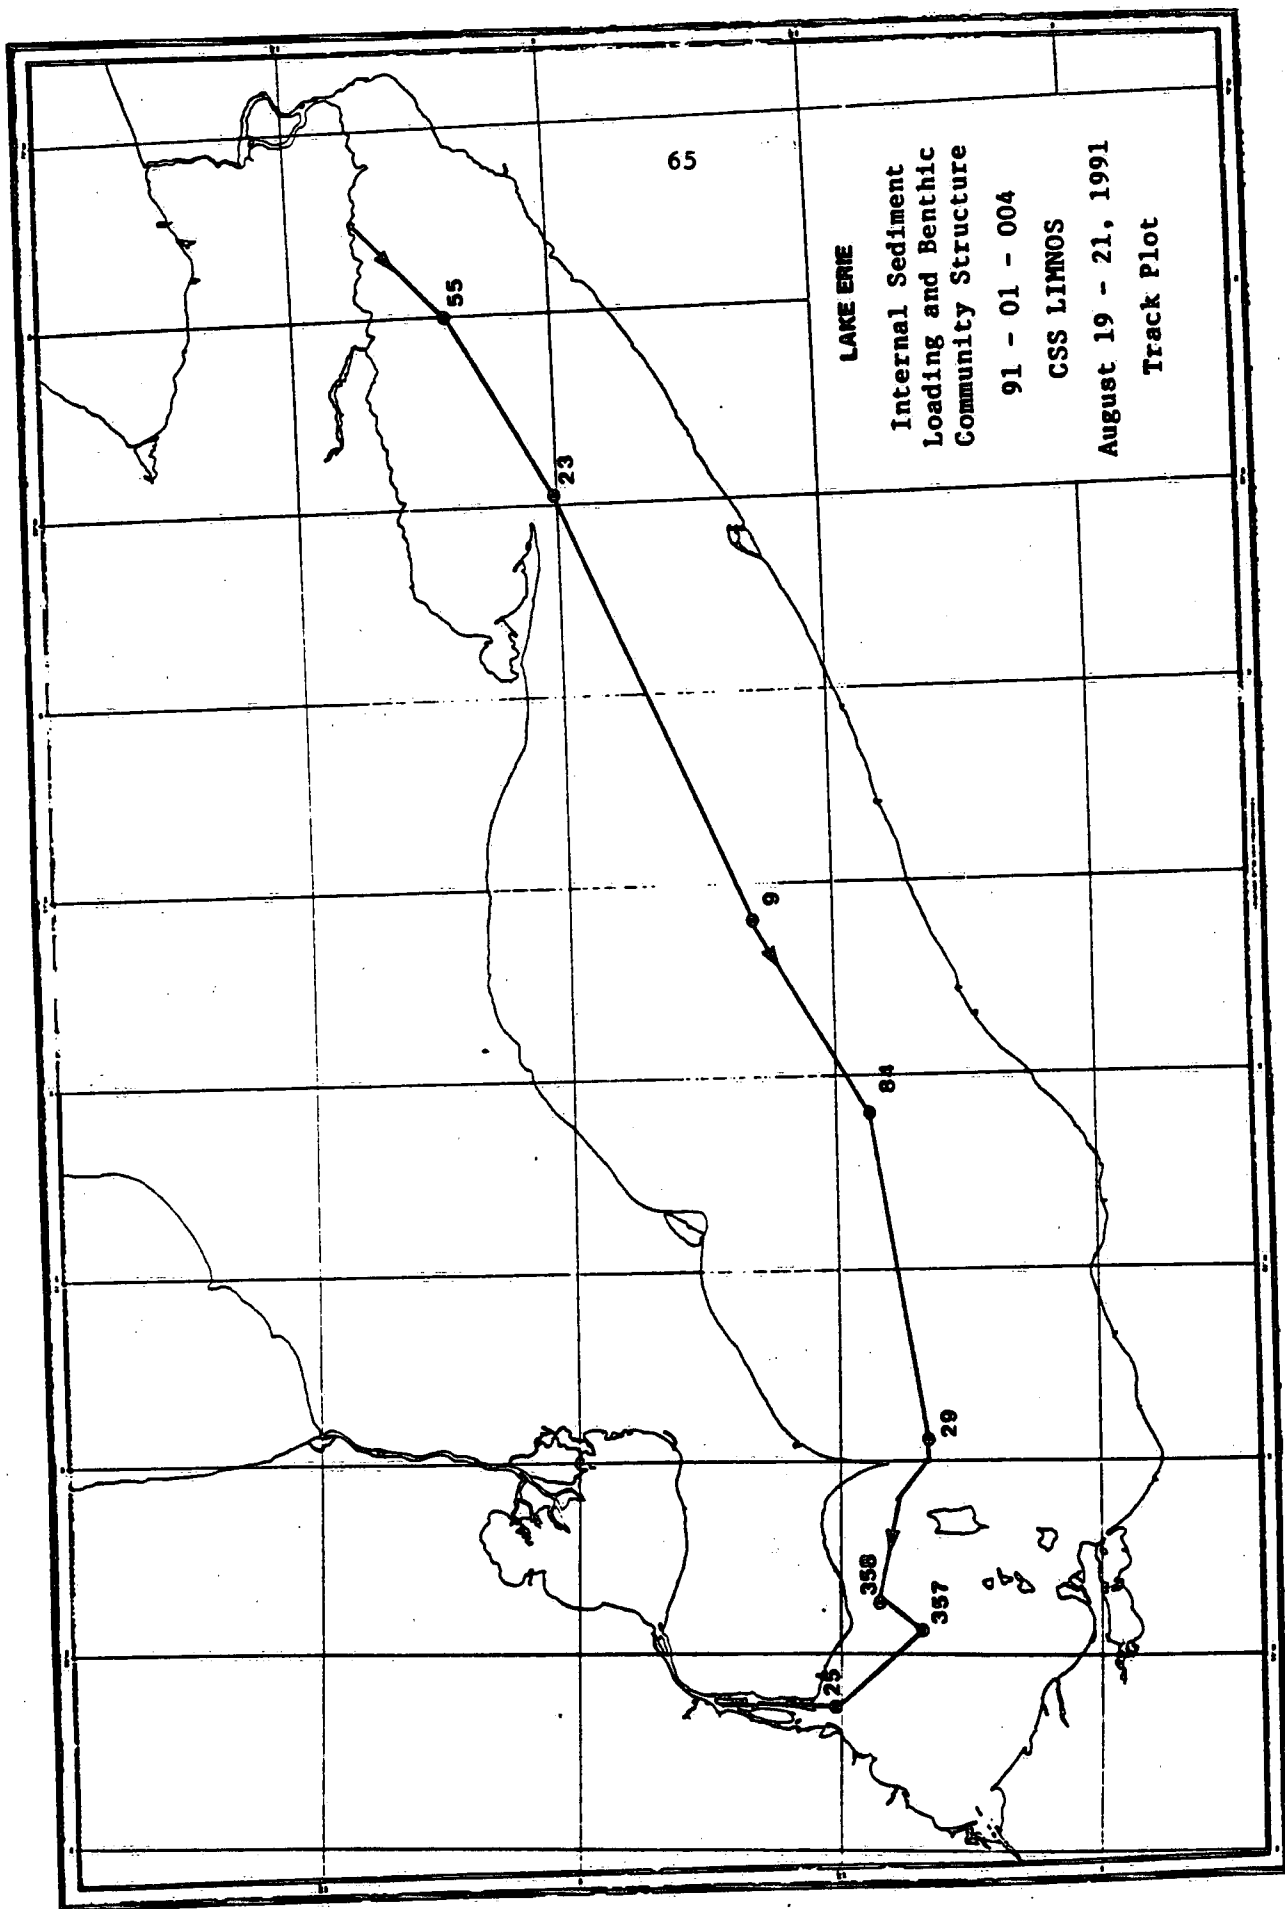 65
LAKE ERIE
Internal Sediment
Loading and Benthic
Community Structure
91 - 01 - 004
CSS LIMNOS
August 19 - 21, 1991
Track Plot
55
23
9
84
29
358
357
25